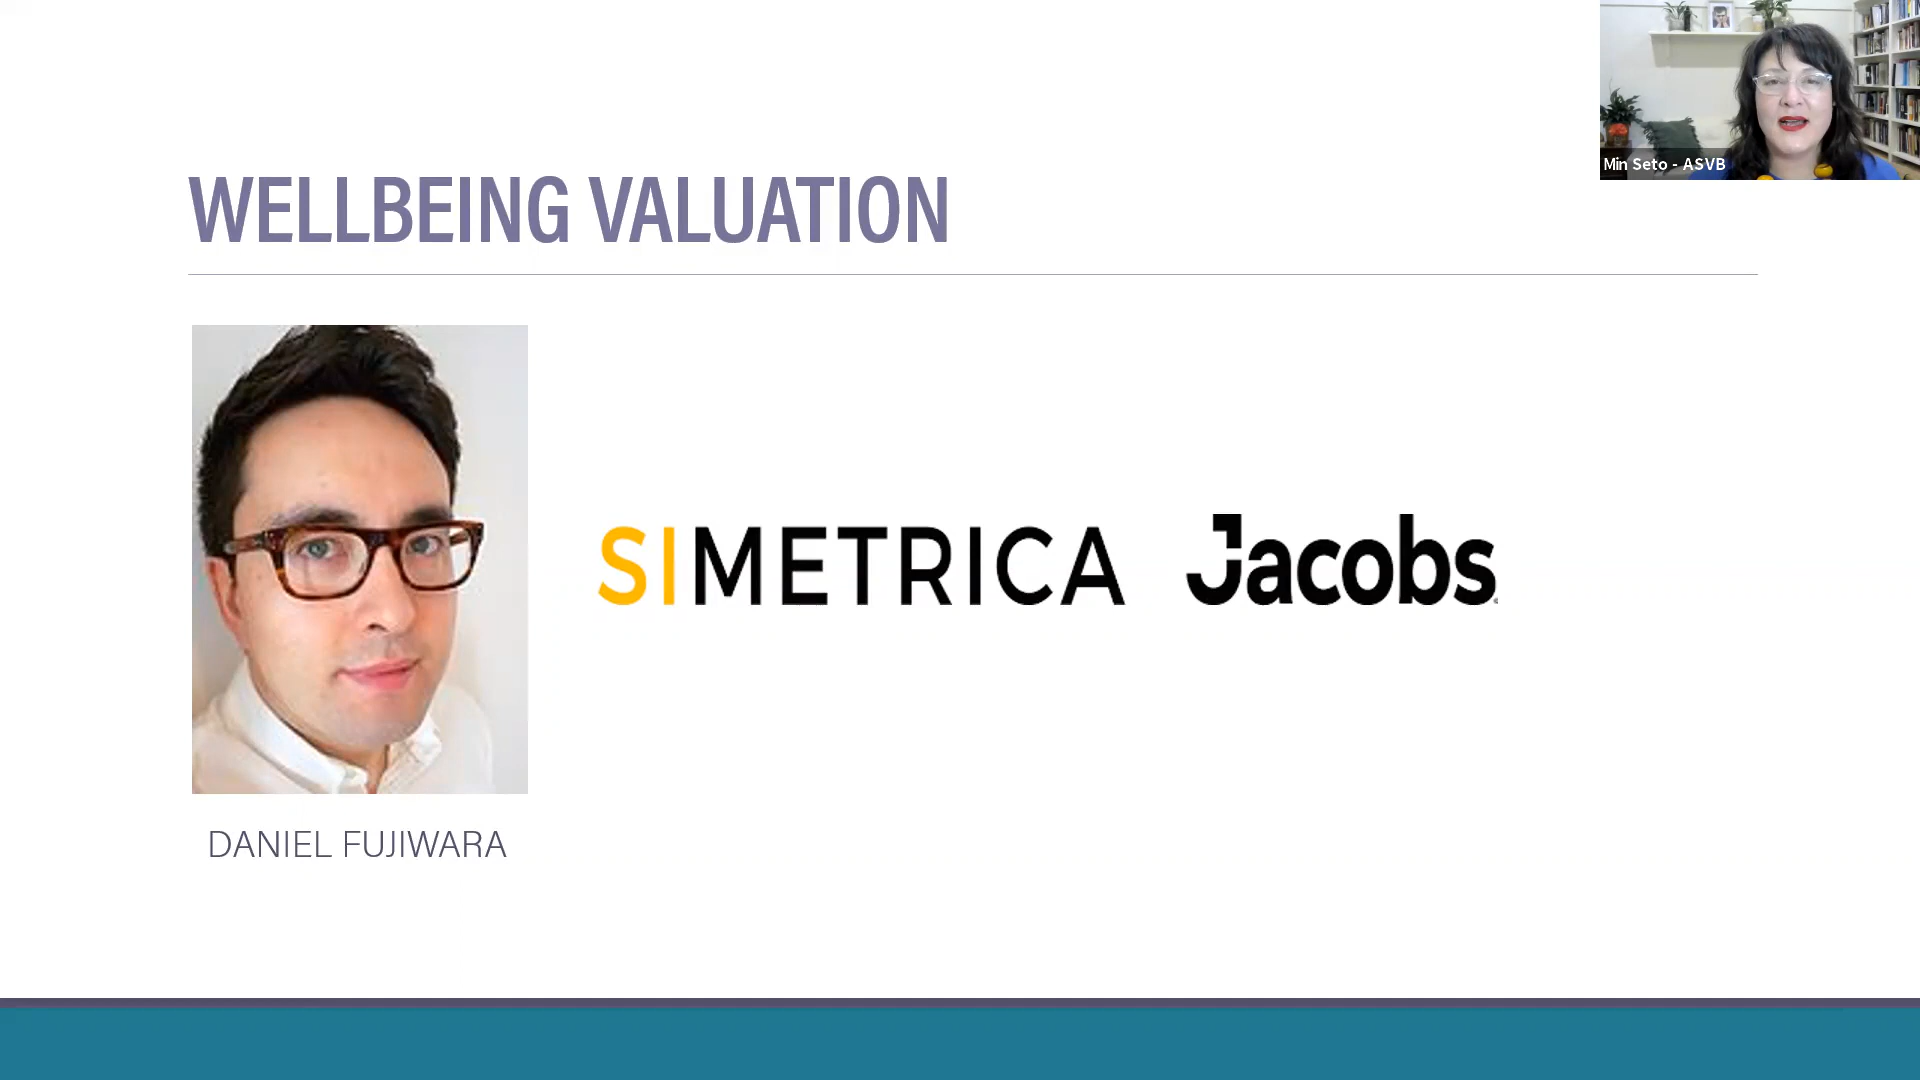 Min Seto - ASVB
WELLBEING VALUATION
SIMETRICA Jacobs
DANIEL FUJIWARA